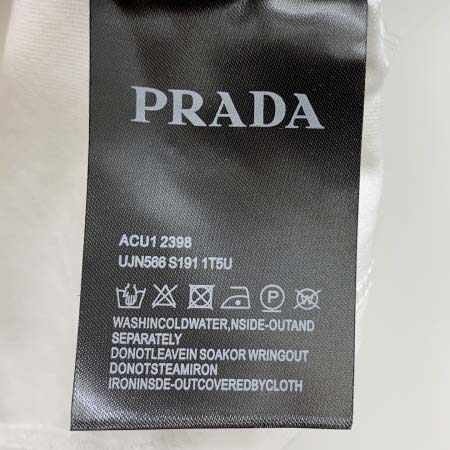 PRADA
ACU1 2398
UJN566 S191 1T5U
P
WASHINCOLDWATER,NSIDE-OUTAND
SEPARATELY
DONOTLEAVEIN SOAKOR WRINGOUT
DONOTSTEAMIRON
IRONINSDE-OUTCOVEREDBYCLOTH